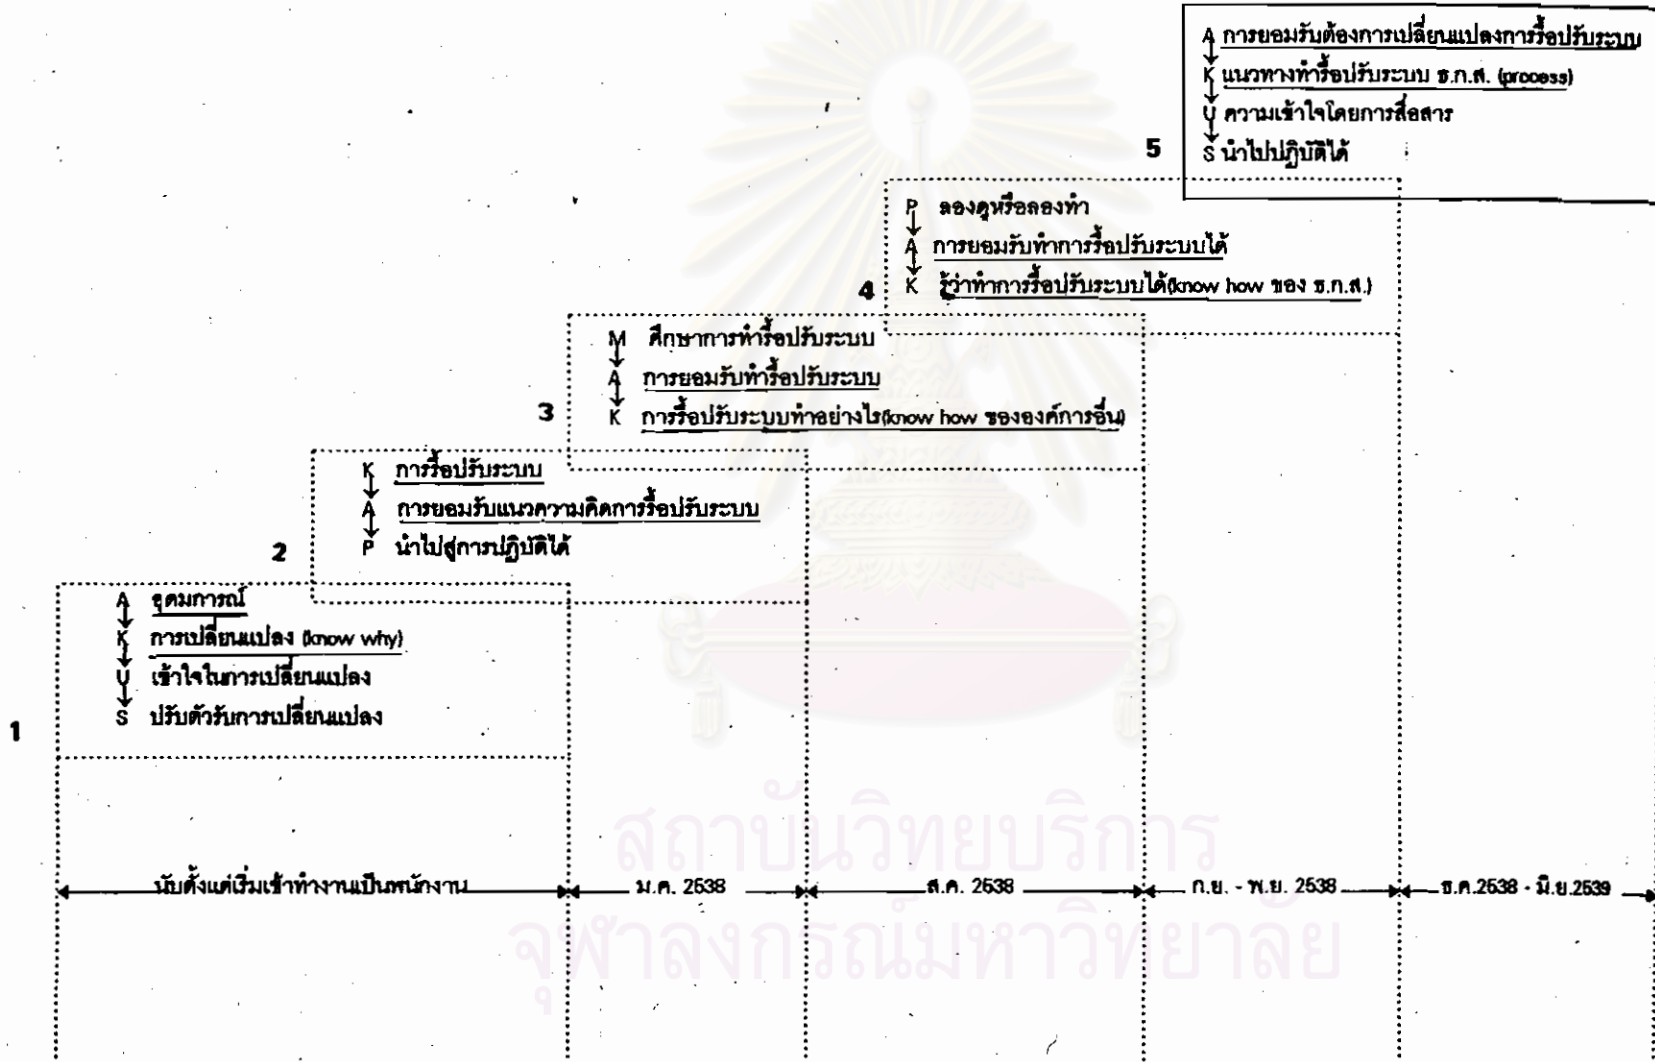 A การยอมรับต้องการเปลี่ยนแปลงการรื้อปรับระบบ
K แนวทางทำรื้อปรับระบบ ธ.ก.ส. (process)
U ความเข้าใจโดยการสื่อสาร
5
S นำไปปฏิบัติได้
P ลองดูหรือลองทำ
A การยอมรับทำการรื้อปรับระบบได้
4
K รู้ว่าทำการรื้อปรับระบบได้(know how ของ ธ.ก.ส.)
M ศึกษาการทำรื้อปรับระบบ
A การยอมรับทำรื้อปรับระบบ
3
K การรื้อปรับระบบทำอย่างไร(know how ขององค์การอื่น)
K การรื้อปรับระบบ
A การยอมรับแนวความคิดการรื้อปรับระบบ
2
P นำไปสู่การปฏิบัติได้
A อุดมการณ์
K การเปลี่ยนแปลง (know why)
U เข้าใจในการเปลี่ยนแปลง
S ปรับตัวรับการเปลี่ยนแปลง
1
นับตั้งแต่เริ่มเข้าทำงานเป็นพนักงาน
ม.ค. 2538
ส.ค. 2538
ก.ย. - พ.ย. 2538
ธ.ค.2538 - มิ.ย.2539
สถาบันวิทยบริการ
จุฬาลงกรณ์มหาวิทยาลัย